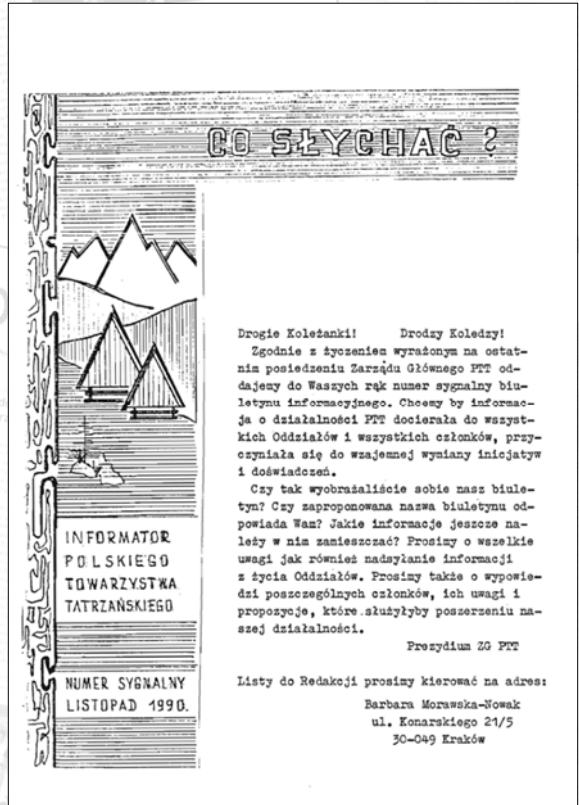 CO SŁYCHAĆ ?
INFORMATOR
POLSKIEGO
TOWARZYSTWA
TATRZAŃSKIEGO
NUMER SYGNALNY
LISTOPAD 1990.
Drogie Koleżanki! Drodzy Koledzy!
Zgodnie z życzeniem wyrażonym na ostat-
nim posiedzeniu Zarządu Głównego PTT od-
dajemy do Waszych rąk numer sygnalny biu-
letynu informacyjnego. Chcemy by informac-
ja o działalności PTT docierała do wszyst-
kich Oddziałów i wszystkich członków, przy-
czyniała się do wzajemnej wymiany inicjatyw
i doświadczeń.
Czy tak wyobrażaliście sobie nasz biule-
tyn? Czy zaproponowana nazwa biuletynu od-
powiada Wam? Jakie informacje jeszcze na-
leży w nim zamieszczać? Prosimy o wszelkie
uwagi jak również nadsyłanie informacji
z życia Oddziałów. Prosimy także o wypowie-
dzi poszczególnych członków, ich uwagi i
propozycje, które służyłyby poszerzeniu na-
szej działalności.
Prezydium ZG PTT
Listy do Redakcji prosimy kierować na adres:
Barbara Morawska-Nowak
ul. Konarskiego 21/5
30-049 Kraków